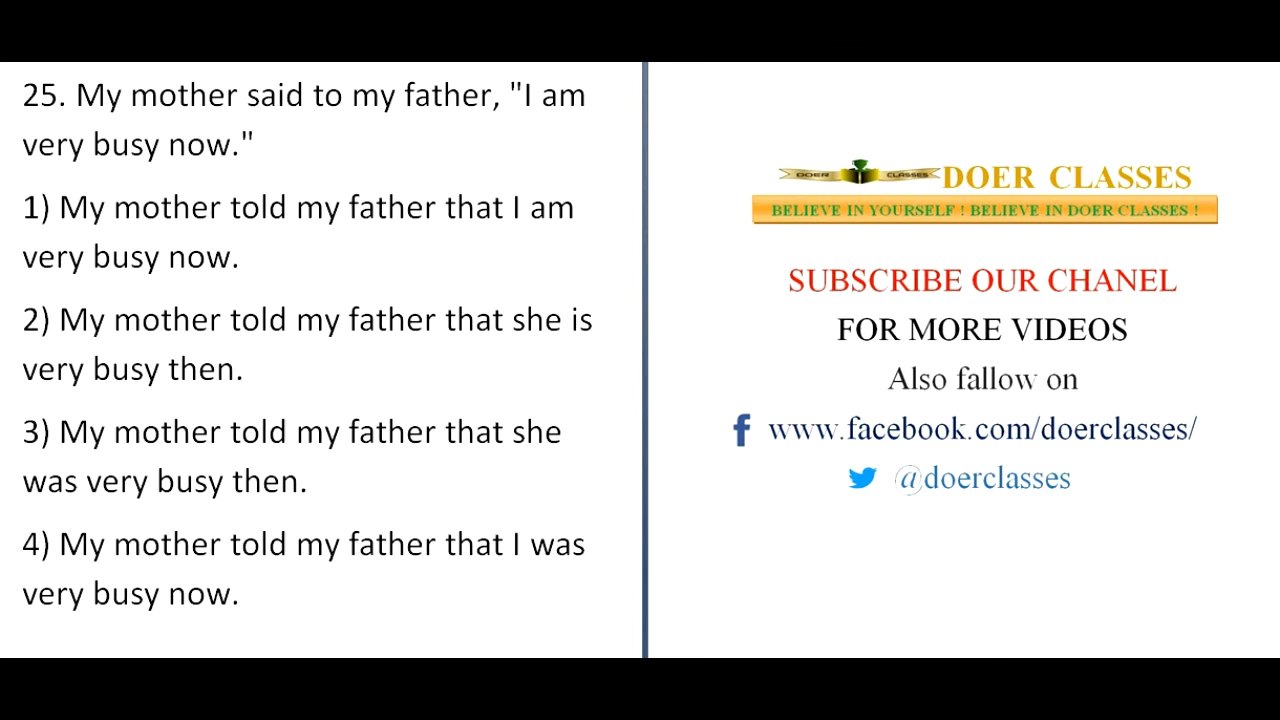 25. My mother said to my father, "I am
very busy now."
1) My mother told my father that I am
very busy now.
2) My mother told my father that she is
very busy then.
3) My mother told my father that she
was very busy then.
4) My mother told my father that I was
very busy now.
DOER CLASSES
DOER CLASSES
BELIEVE IN YOURSELF ! BELIEVE IN DOER CLASSES !
SUBSCRIBE OUR CHANEL
FOR MORE VIDEOS
Also fallow on
www.facebook.com/doerclasses/
@doerclasses